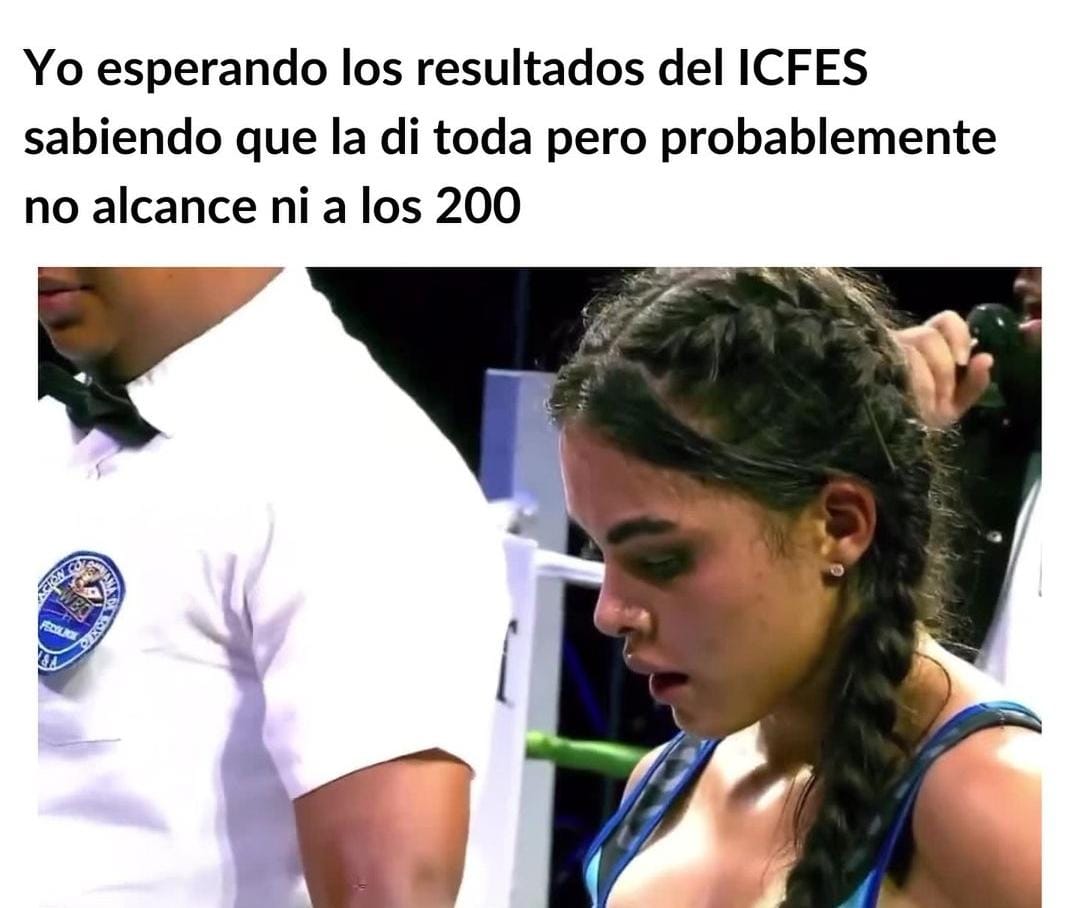 Yo esperando los resultados del ICFES
sabiendo que la di toda pero probablemente
no alcance ni a los 200